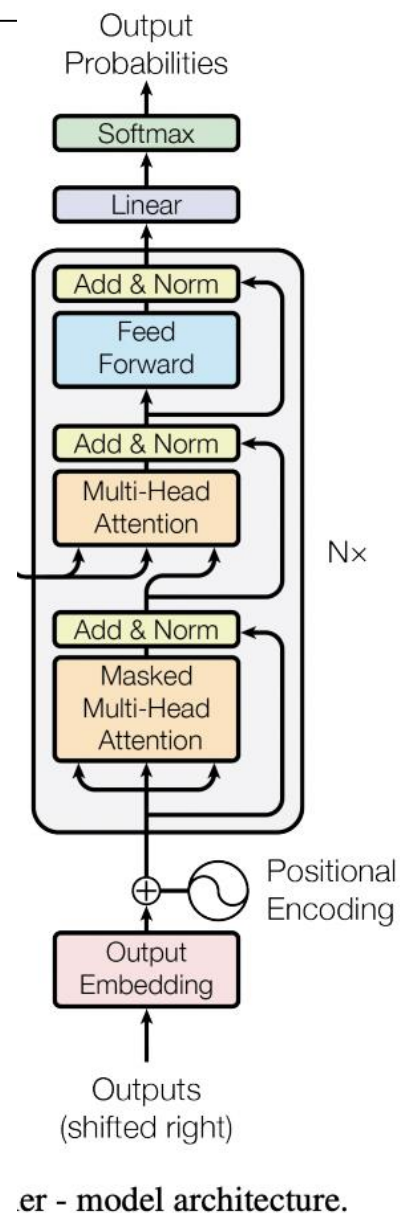 Output
Probabilities
Softmax
Linear
Add & Norm
Feed
Forward
Add & Norm
Multi-Head
Attention
N×
Add & Norm
Masked
Multi-Head
Attention
Positional
Encoding
Output
Embedding
Outputs
(shifted right)
er - model architecture.